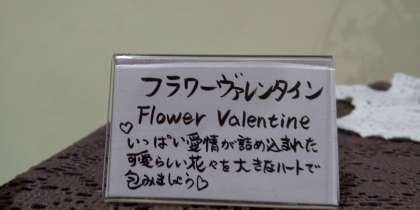 フラワーヴァレンタイン
Flower Valentine
♡いっぱい愛情が詰め込まれた
可愛らしい花々を大きなハートで
包みましょう♡